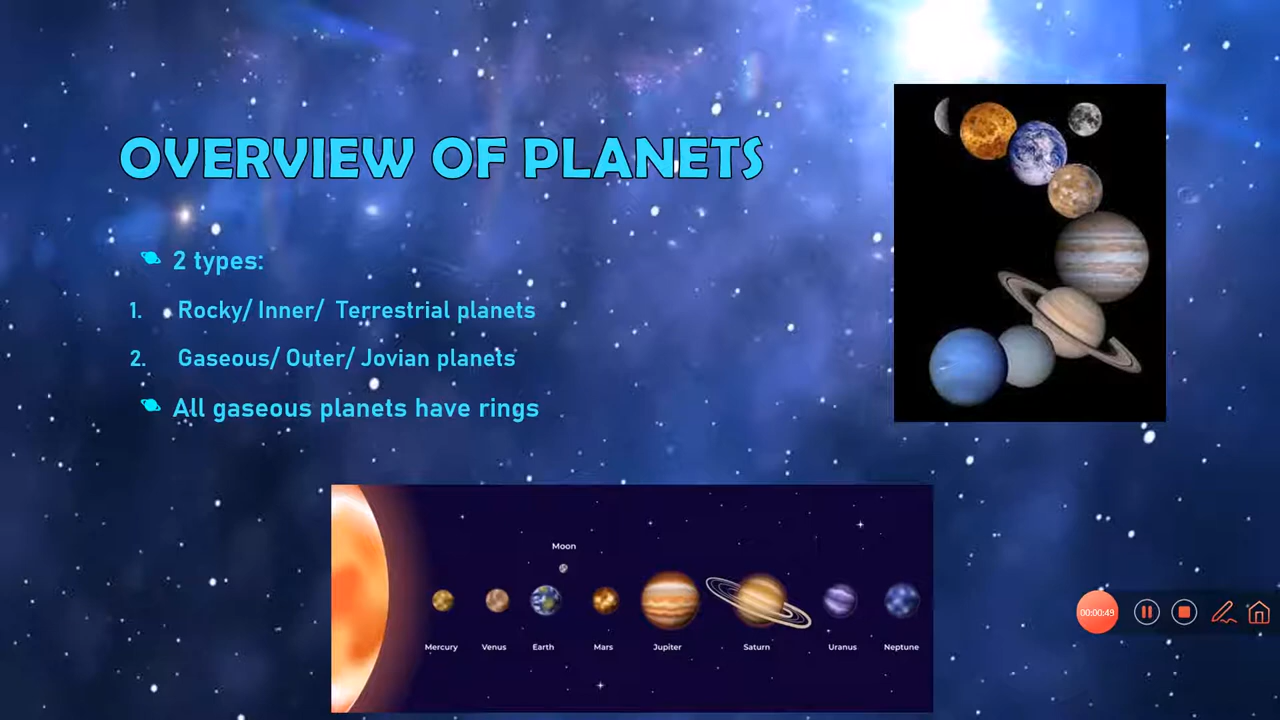 OVERVIEW OF PLANETS
2 types:
1. Rocky/ Inner/ Terrestrial planets
2. Gaseous/ Outer/ Jovian planets
All gaseous planets have rings
Moon
Mercury Venus Earth Mars Jupiter Saturn Uranus Neptune
00:00:49